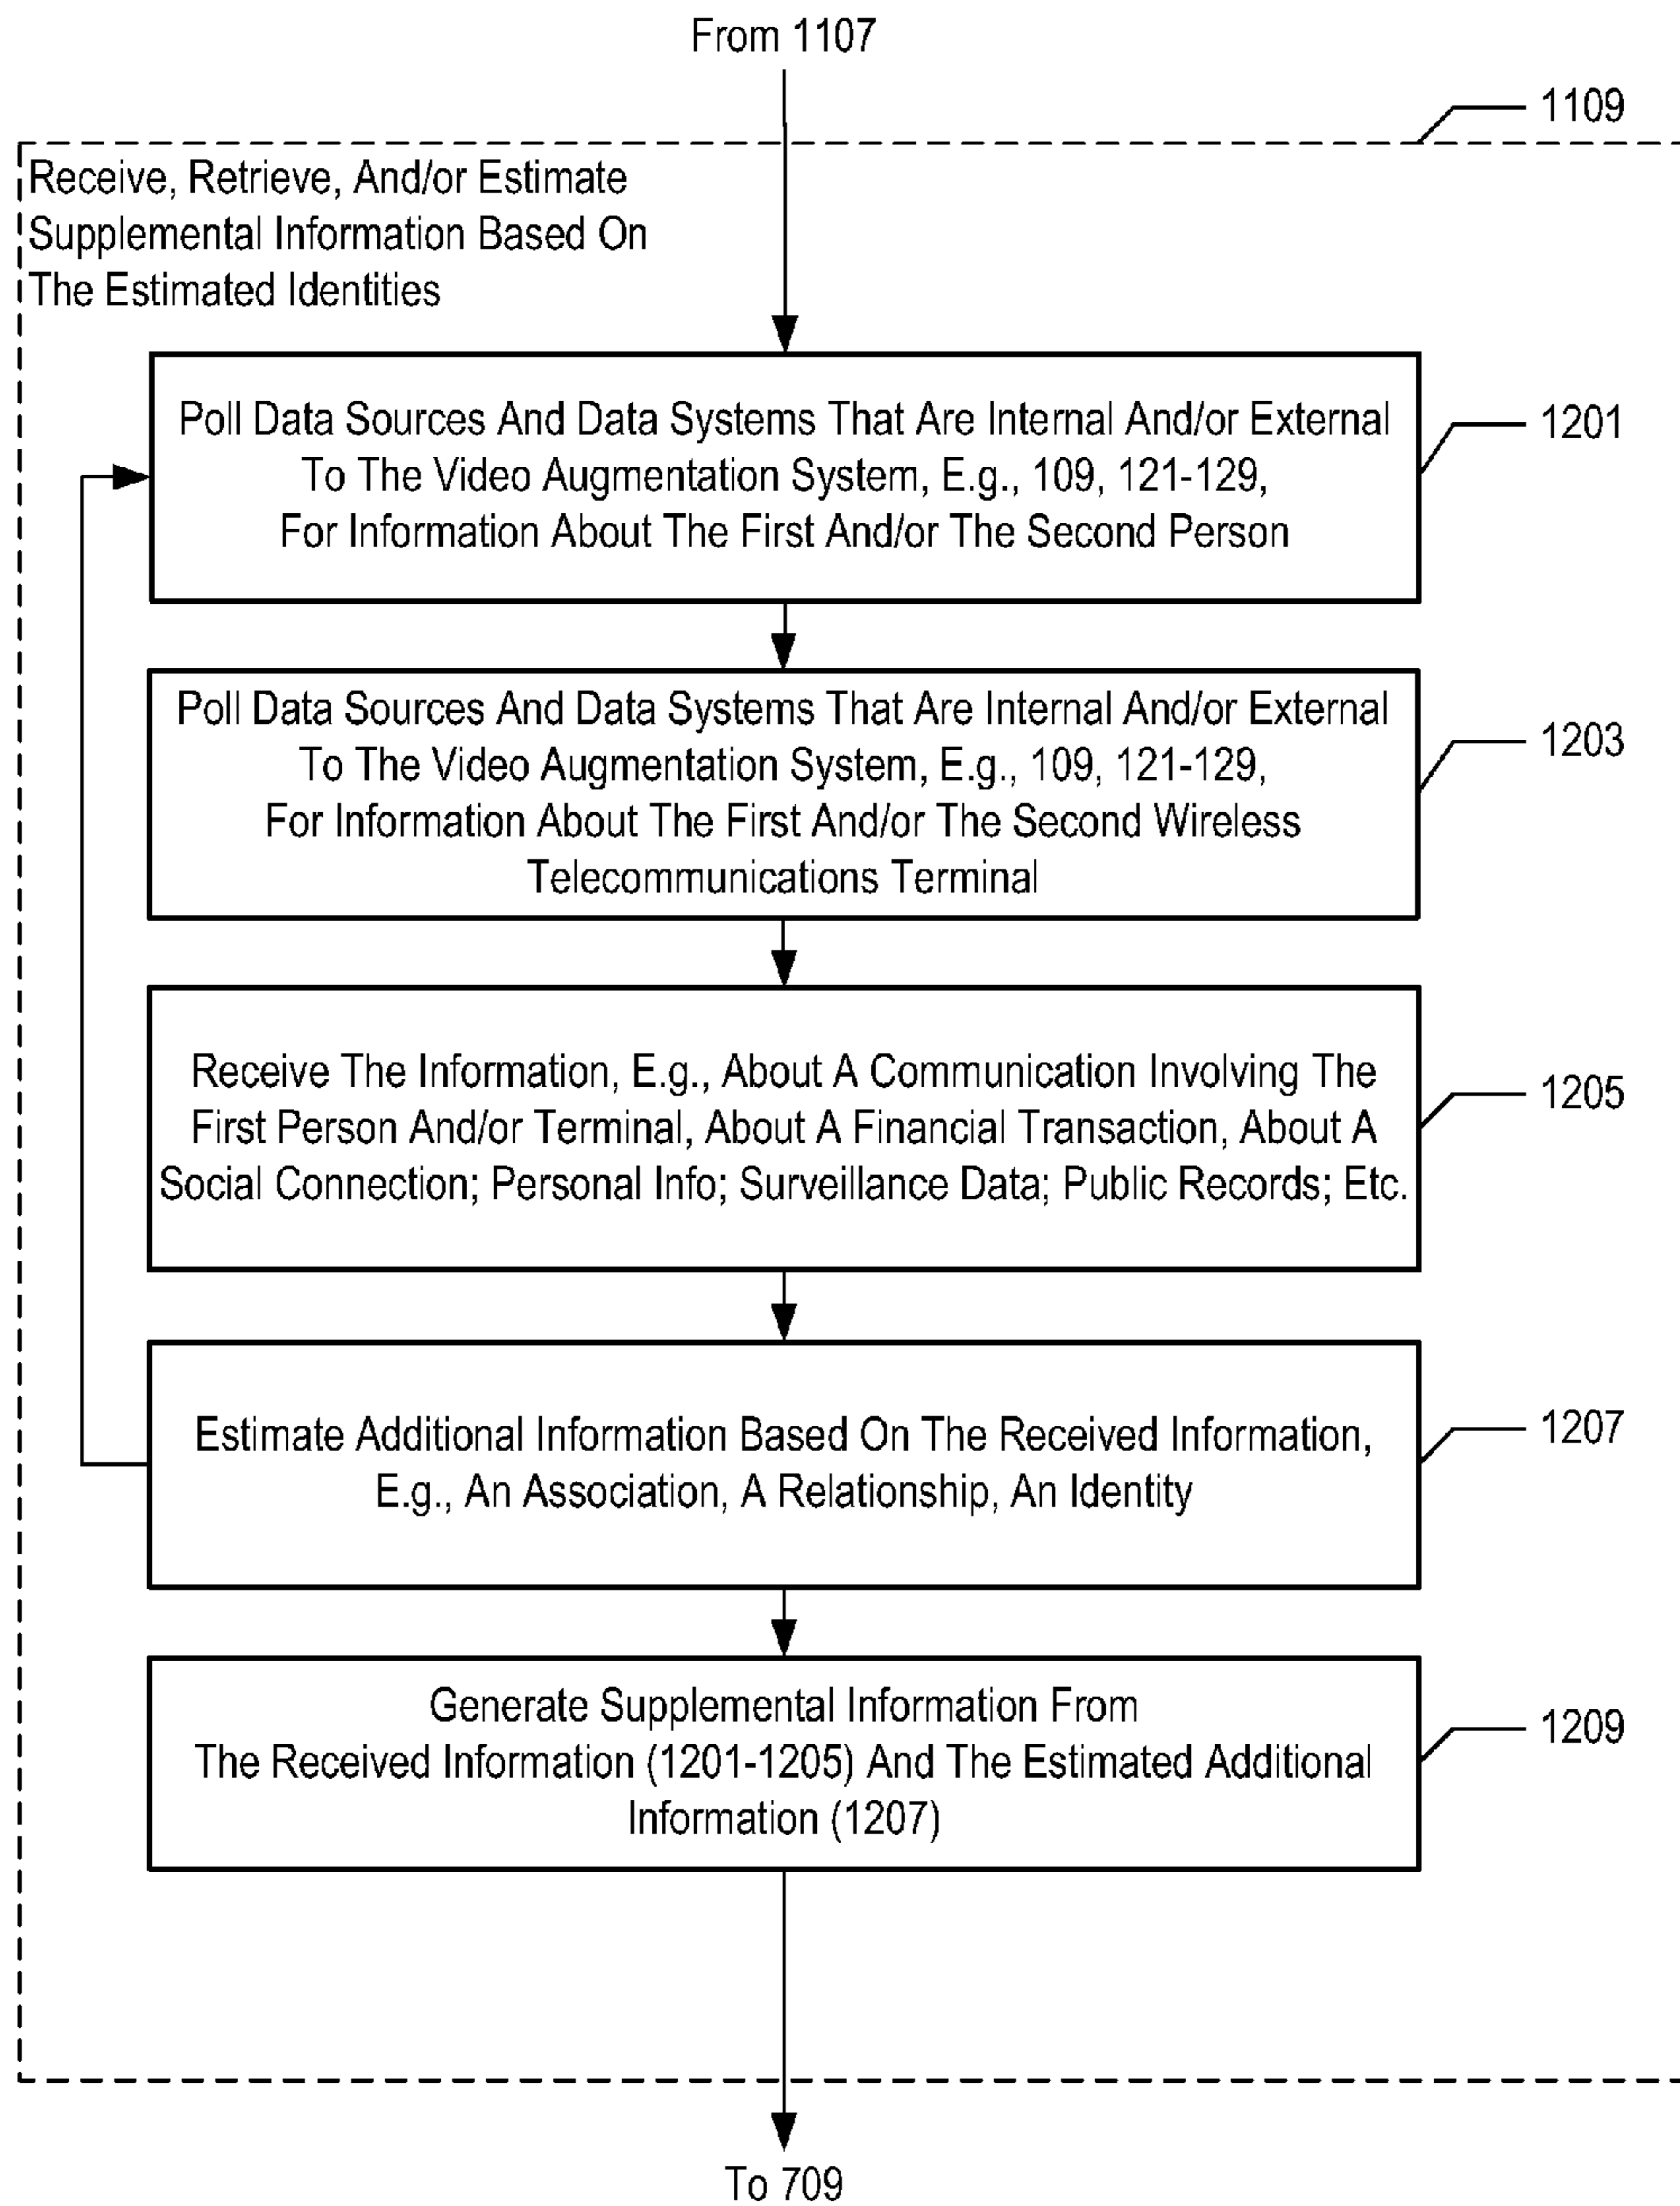 From 1107
1109
Receive, Retrieve, And/or Estimate
Supplemental Information Based On
The Estimated Identities
Poll Data Sources And Data Systems That Are Internal And/or External
To The Video Augmentation System, E.g., 109, 121-129,
For Information About The First And/or The Second Person
1201
Poll Data Sources And Data Systems That Are Internal And/or External
To The Video Augmentation System, E.g., 109, 121-129,
For Information About The First And/or The Second Wireless
Telecommunications Terminal
1203
Receive The Information, E.g., About A Communication Involving The
First Person And/or Terminal, About A Financial Transaction, About A
Social Connection; Personal Info; Surveillance Data; Public Records; Etc.
1205
Estimate Additional Information Based On The Received Information,
E.g., An Association, A Relationship, An Identity
1207
Generate Supplemental Information From
The Received Information (1201-1205) And The Estimated Additional
Information (1207)
1209
To 709